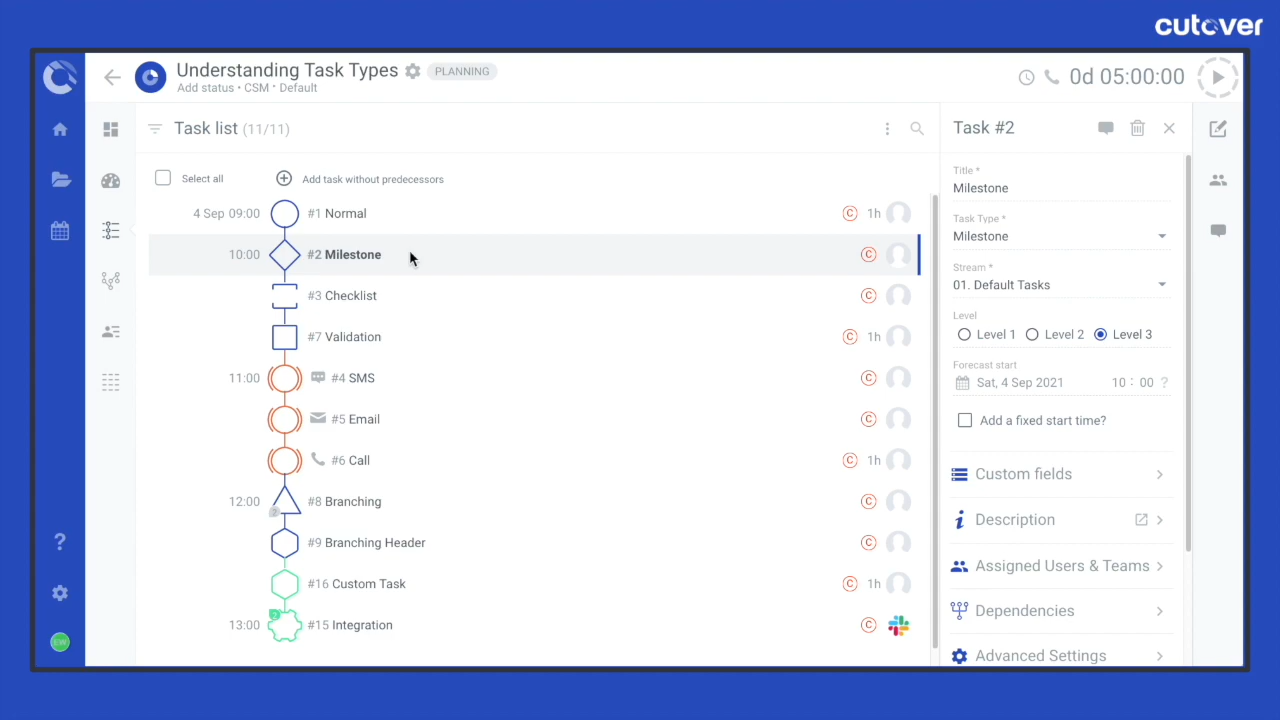 cutover
Understanding Task Types PLANNING
Add status • CSM • Default
0d 05:00:00
Task list (11/11)
Select all
Add task without predecessors
4 Sep 09:00 #1 Normal C 1h
10:00 #2 Milestone C
#3 Checklist C
#7 Validation C 1h
11:00 #4 SMS C
#5 Email C
#6 Call C 1h
12:00 2 #8 Branching C
#9 Branching Header C
#16 Custom Task C 1h
13:00 2 #15 Integration C
Task #2
Title *
Milestone
Task Type *
Milestone
Stream *
01. Default Tasks
Level
Level 1 Level 2 Level 3
Forecast start
Sat, 4 Sep 2021 10 : 00 ?
Add a fixed start time?
Custom fields
Description
Assigned Users & Teams
Dependencies
Advanced Settings
?
EW